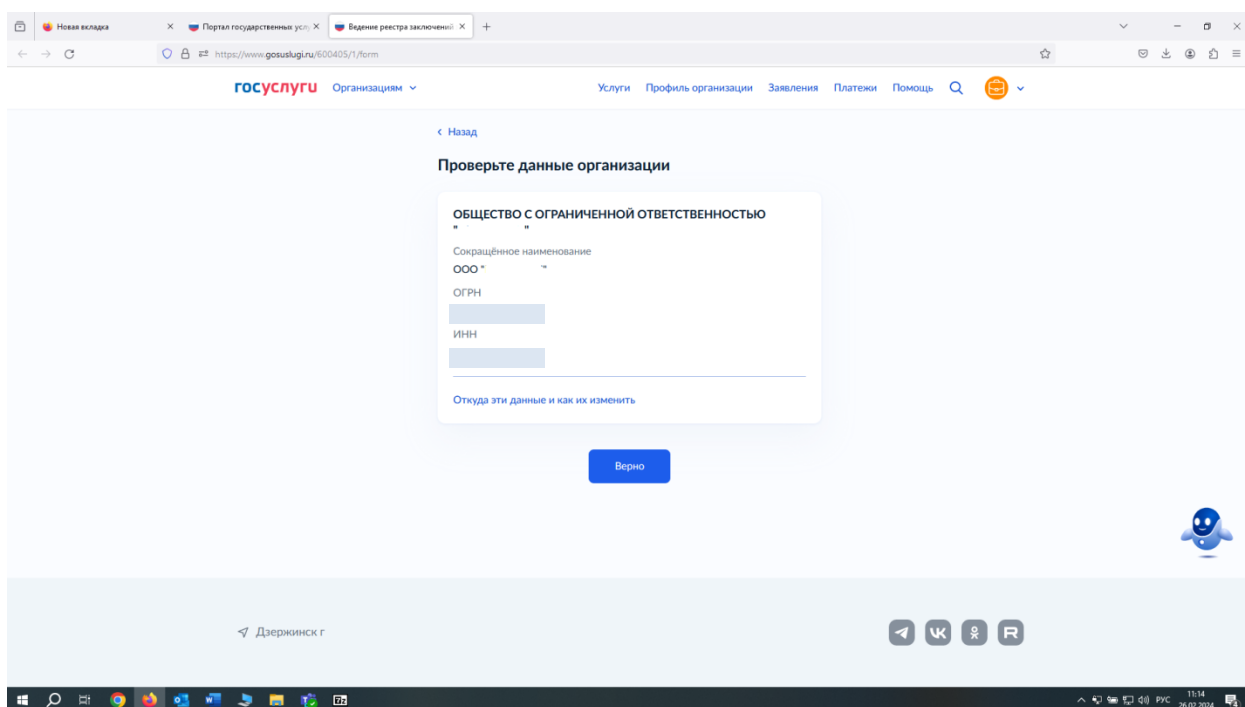 Новая вкладка
Портал государственных услу
Ведение реестра заключений
https://www.gosuslugi.ru/600405/1/form
госуслуги Организациям Услуги Профиль организации Заявления Платежи Помощь
Назад
Проверьте данные организации
ОБЩЕСТВО С ОГРАНИЧЕННОЙ ОТВЕТСТВЕННОСТЬЮ
" "
Сокращённое наименование
ООО " "
ОГРН
ИНН
Откуда эти данные и как их изменить
Верно
Дзержинск г
РУС
11:14
26.02.2024